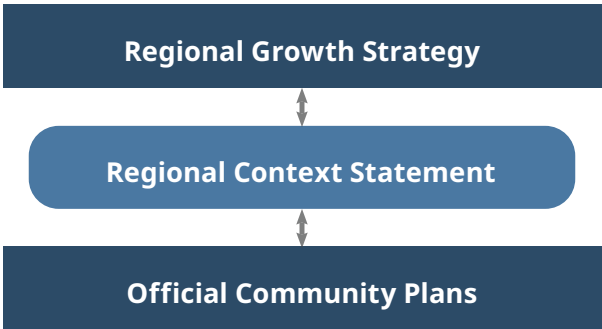 Regional Growth Strategy
Regional Context Statement
Official Community Plans